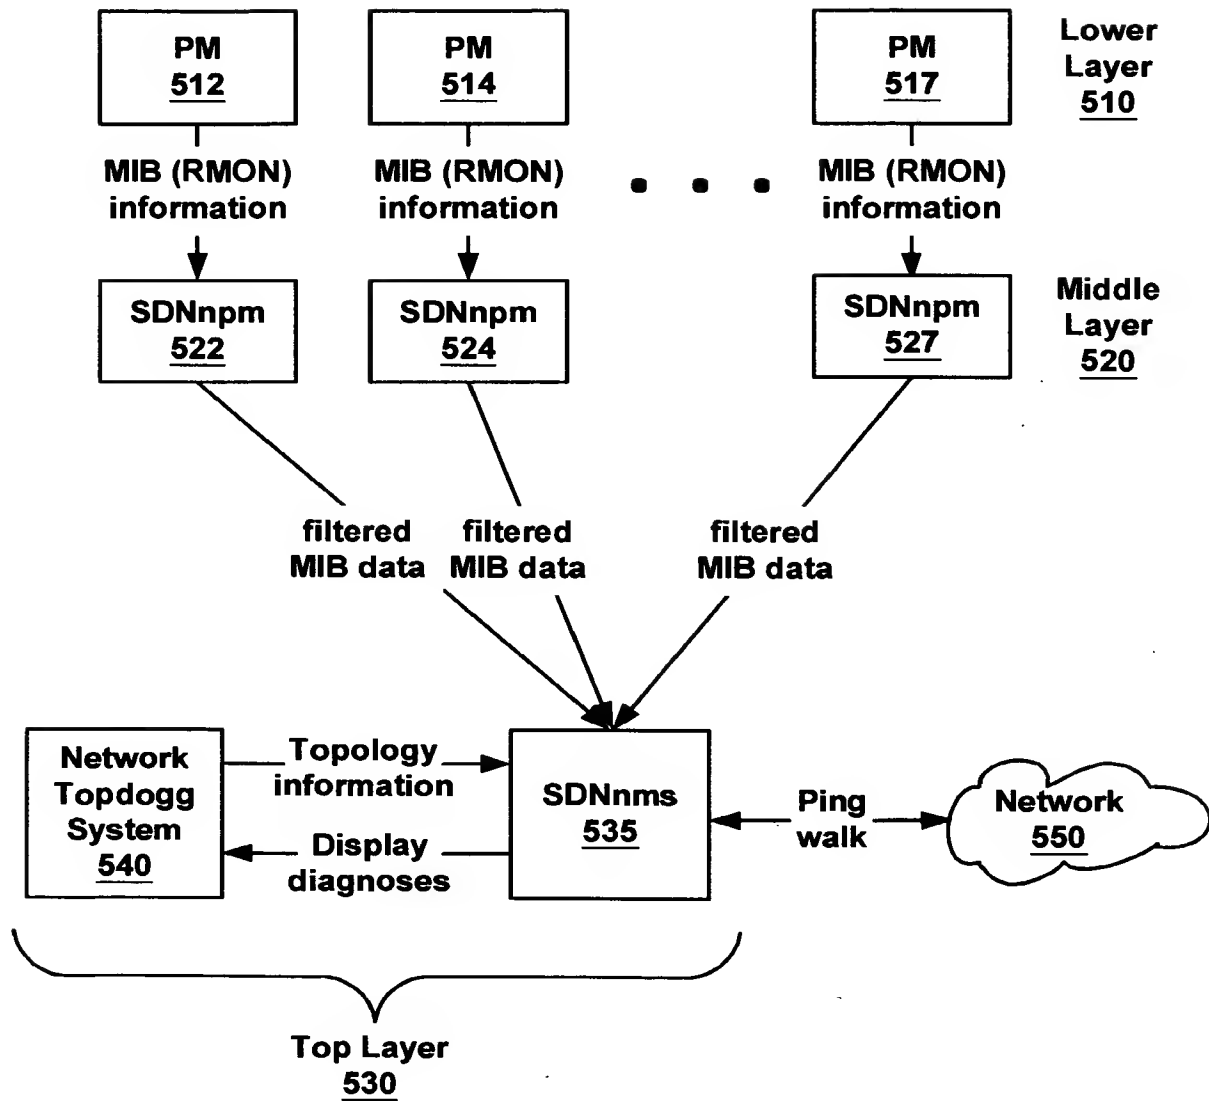 PM
512
PM
514
PM
517
Lower
Layer
510
MIB (RMON)
information
MIB (RMON)
information
MIB (RMON)
information
SDNnpm
522
SDNnpm
524
SDNnpm
527
Middle
Layer
520
filtered
MIB data
filtered
MIB data
filtered
MIB data
Network
Topdogg
System
540
Topology
information
Display
diagnoses
SDNnms
535
Ping
walk
Network
550
Top Layer
530